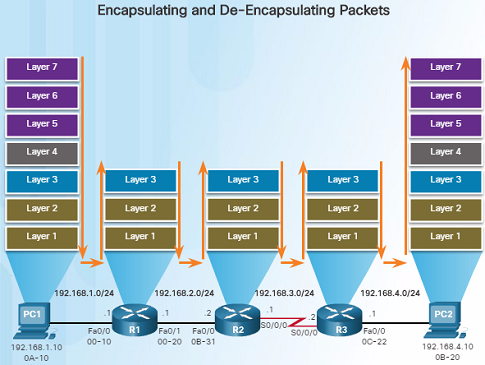 Encapsulating and De-Encapsulating Packets
Layer 7 Layer 7
Layer 6 Layer 6
Layer 5 Layer 5
Layer 4 Layer 4
Layer 3 Layer 3 Layer 3 Layer 3 Layer 3
Layer 2 Layer 2 Layer 2 Layer 2 Layer 2
Layer 1 Layer 1 Layer 1 Layer 1 Layer 1
192.168.1.0/24 192.168.2.0/24 192.168.3.0/24 192.168.4.0/24
PC1 .1 R1 .1 .2 R2 .1 .2 R3 .1 PC2
Fa0/0 Fa0/1 Fa0/0 S0/0/0 S0/0/0 Fa0/0
00-10 00-20 0B-31 0C-22
192.168.1.10 192.168.4.10
0A-10 0B-20